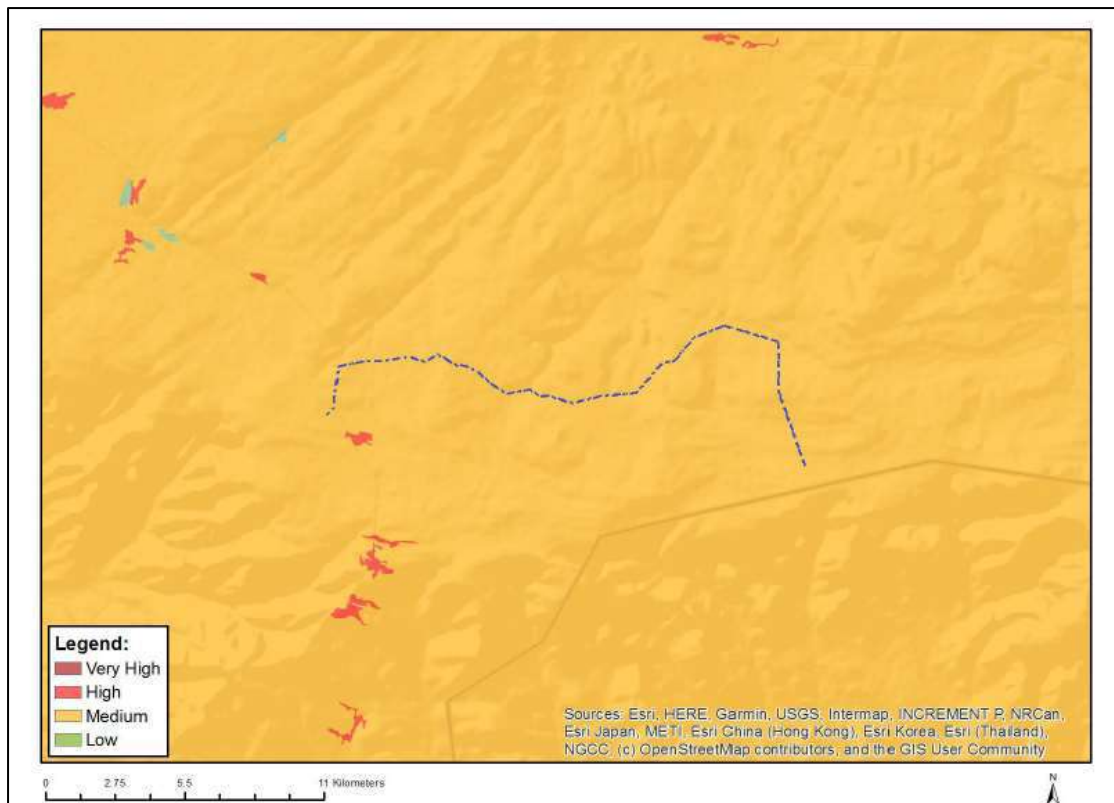 Legend:
Very High
High
Medium
Low
Sources: Esri, HERE, Garmin, USGS, Intermap, INCREMENT P, NRCan,
Esri Japan, METI, Esri China (Hong Kong), Esri Korea, Esri (Thailand),
NGCC, (c) OpenStreetMap contributors, and the GIS User Community
0 2.75 5.5 11 Kilometers
N